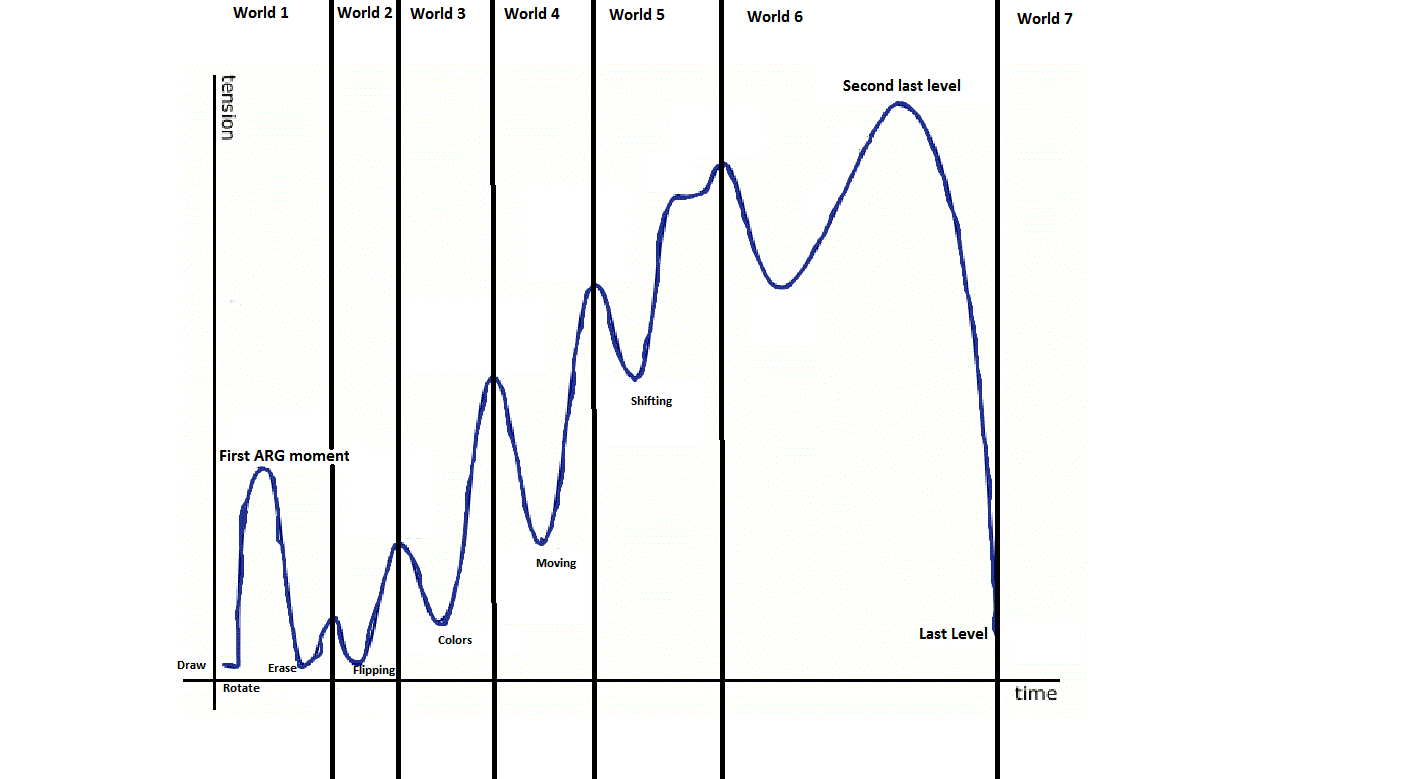 World 1
World 2
World 3
World 4
World 5
World 6
World 7
tension
Second last level
Shifting
First ARG moment
Moving
Last Level
Colors
Draw
Erase
Flipping
Rotate
time